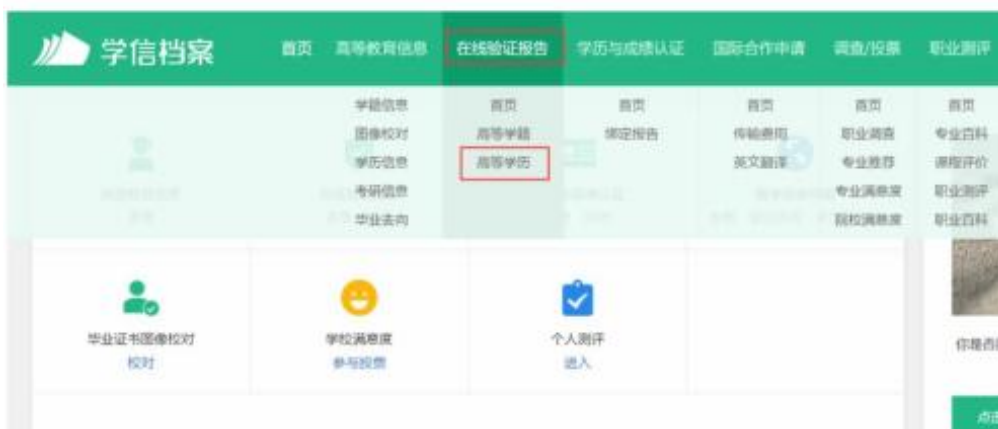 学信档案
首页 高等教育信息 在线验证报告 学历与成绩认证 国际合作申请 调查/投票 职业测评
学籍信息 首页 首页 首页 首页 首页
图像校对 高等学籍 绑定报告 传输费用 职业调查 专业百科
学历信息 高等学历 英文翻译 专业推荐 课程评价
考研信息 专业满意度 职业测评
毕业去向 院校满意度 职业百科
毕业证书图像校对 学校满意度 个人测评
校对 参与投票 进入
你是否
点击